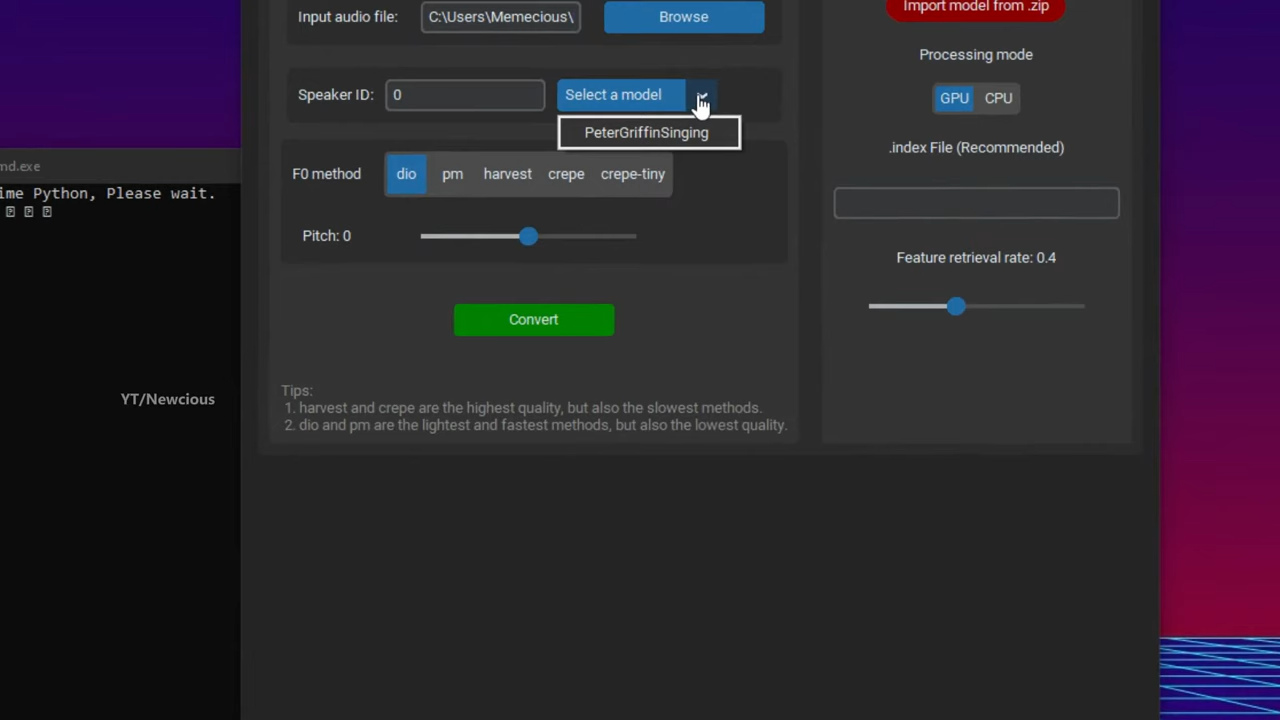 Input audio file:
C:\Users\Memecious\
Browse
Import model from .zip
Processing mode
Speaker ID:
0
Select a model
GPU
CPU
PeterGriffinSinging
.index File (Recommended)
md.exe
F0 method
dio
pm
harvest
crepe
crepe-tiny
ime Python, Please wait.
Pitch: 0
Feature retrieval rate: 0.4
Convert
YT/Newcious
Tips:
1. harvest and crepe are the highest quality, but also the slowest methods.
2. dio and pm are the lightest and fastest methods, but also the lowest quality.